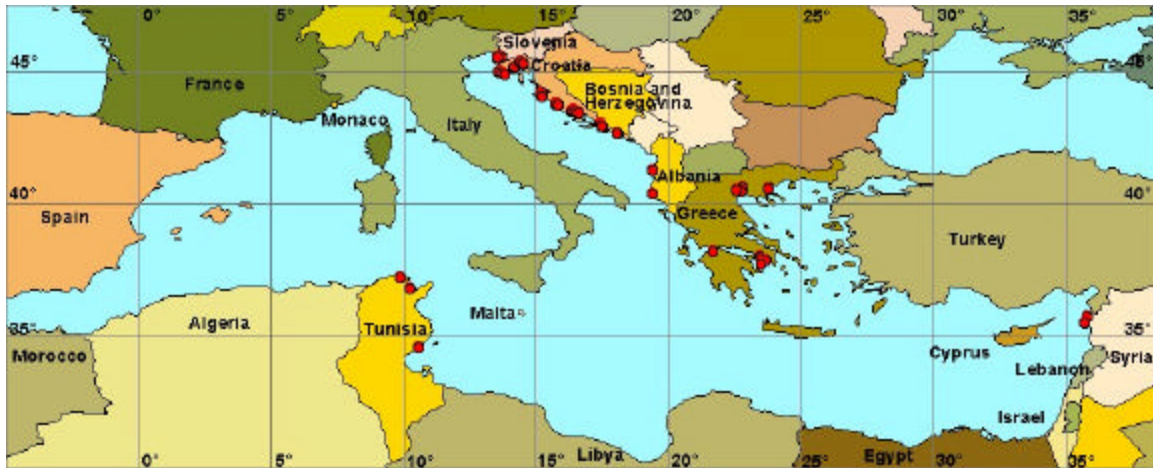 0° 5° 10° 15° 20° 25° 30° 35°
Slovenia
45° Croatia 45°
France
Bosnia and
Herzegovina
Monaco
Italy
Albania
40° 40°
Spain
Greece
Turkey
Malta
Algeria
Tunisia
35° 35°
Morocco
Cyprus
Syria
Lebanon
Israel
0° 5° 10° 15° 20° 25° 30° 35°
Libya
Egypt